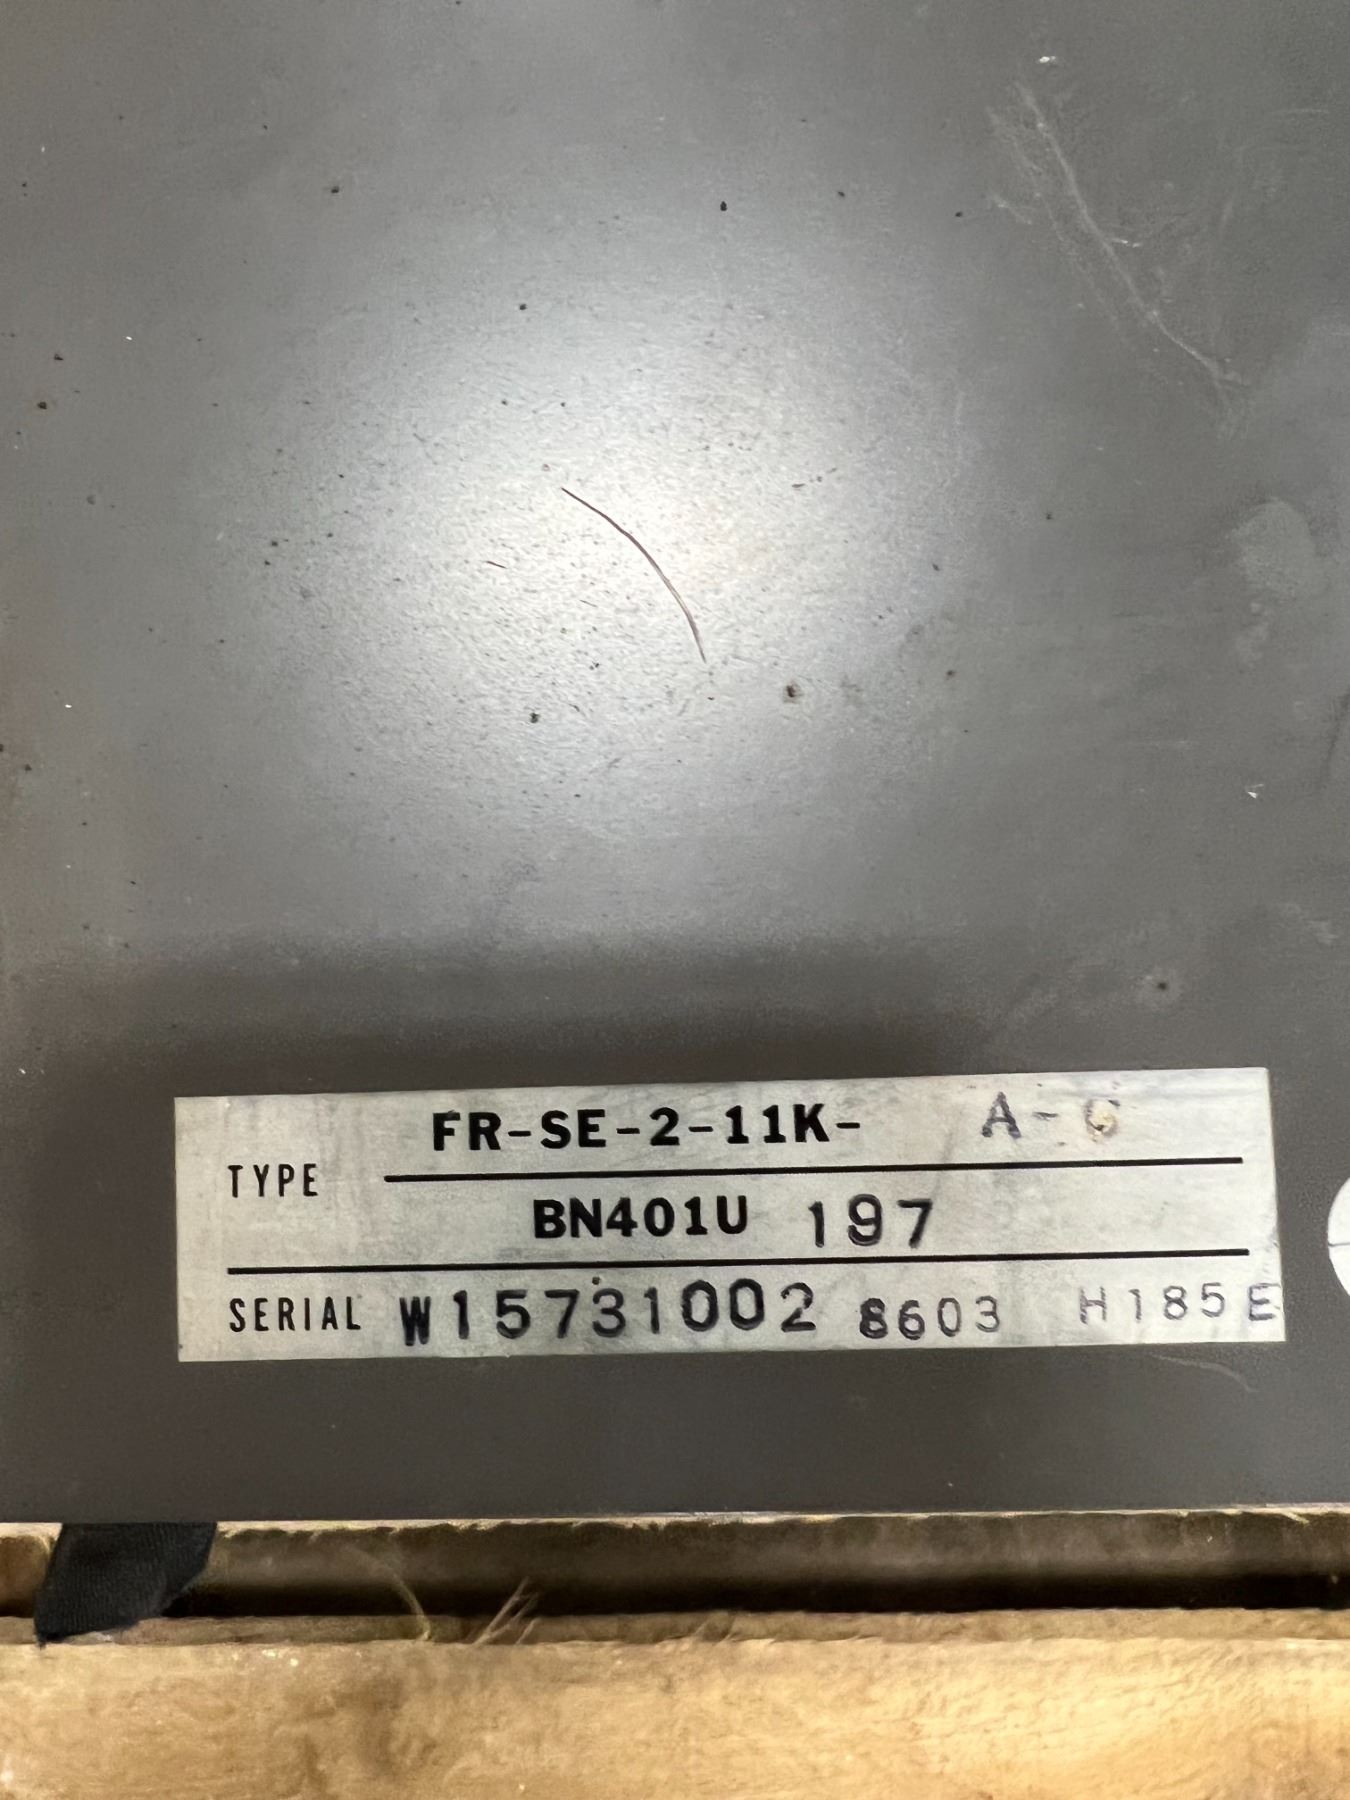 TYPE FR-SE-2-11K- A-C
BN401U 197
SERIAL W15731002 8603 H185E